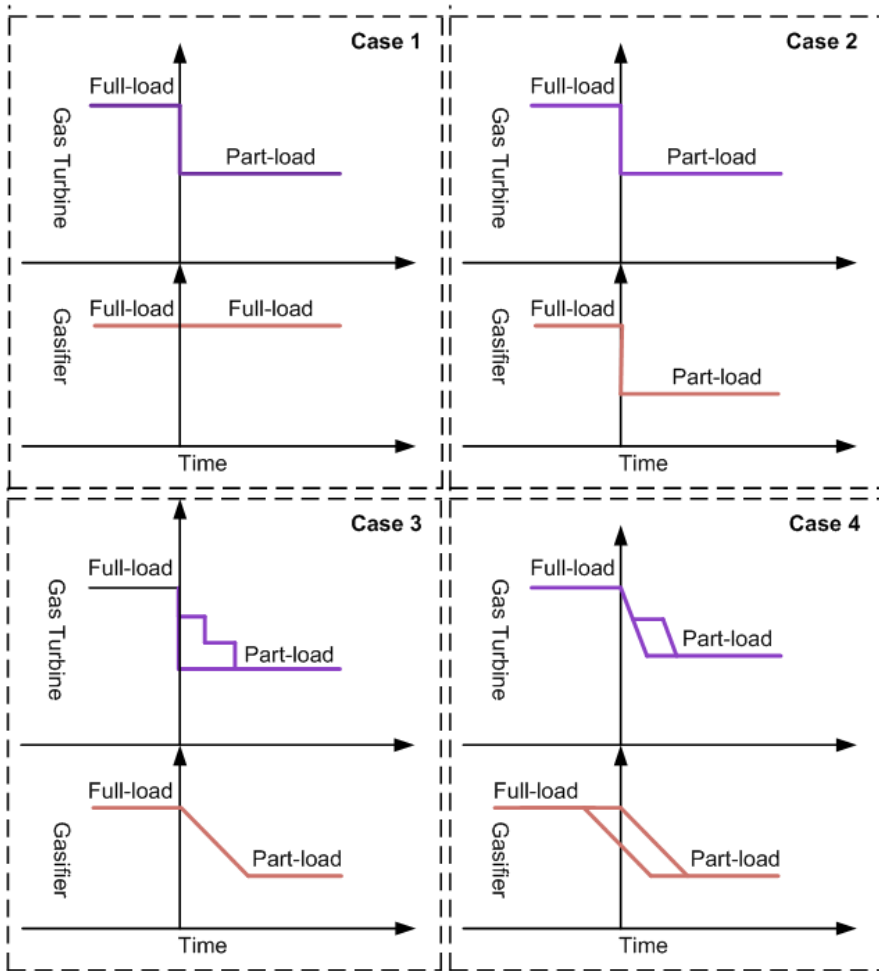 Case 1
Full-load
Gas Turbine
Part-load
Full-load
Full-load
Gasifier
Time
Case 2
Full-load
Gas Turbine
Part-load
Full-load
Gasifier
Part-load
Time
Case 3
Full-load
Gas Turbine
Part-load
Full-load
Gasifier
Part-load
Time
Case 4
Full-load
Gas Turbine
Part-load
Full-load
Gasifier
Part-load
Time